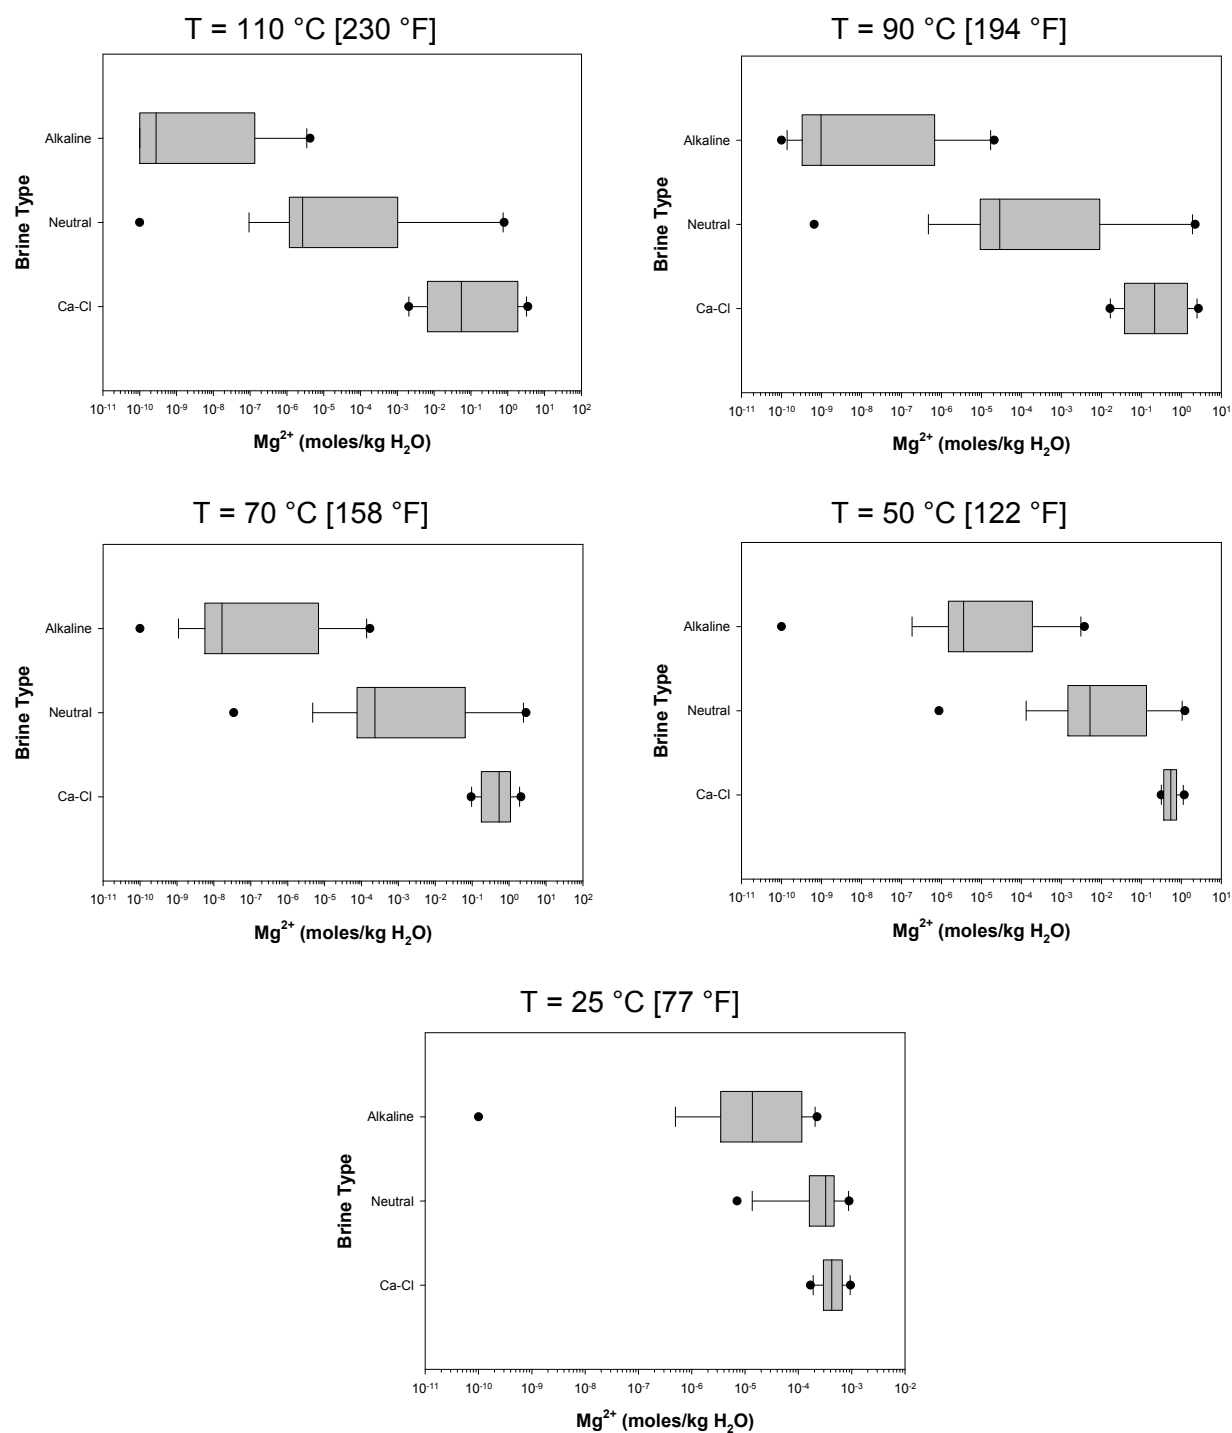 T = 110 °C [230 °F]
Brine Type
Alkaline
Neutral
Ca-Cl
10⁻¹¹ 10⁻¹⁰ 10⁻⁹ 10⁻⁸ 10⁻⁷ 10⁻⁶ 10⁻⁵ 10⁻⁴ 10⁻³ 10⁻² 10⁻¹ 10⁰ 10¹ 10²
Mg²⁺ (moles/kg H₂O)
T = 90 °C [194 °F]
Brine Type
Alkaline
Neutral
Ca-Cl
10⁻¹¹ 10⁻¹⁰ 10⁻⁹ 10⁻⁸ 10⁻⁷ 10⁻⁶ 10⁻⁵ 10⁻⁴ 10⁻³ 10⁻² 10⁻¹ 10⁰ 10¹
Mg²⁺ (moles/kg H₂O)
T = 70 °C [158 °F]
Brine Type
Alkaline
Neutral
Ca-Cl
10⁻¹¹ 10⁻¹⁰ 10⁻⁹ 10⁻⁸ 10⁻⁷ 10⁻⁶ 10⁻⁵ 10⁻⁴ 10⁻³ 10⁻² 10⁻¹ 10⁰ 10¹ 10²
Mg²⁺ (moles/kg H₂O)
T = 50 °C [122 °F]
Brine Type
Alkaline
Neutral
Ca-Cl
10⁻¹¹ 10⁻¹⁰ 10⁻⁹ 10⁻⁸ 10⁻⁷ 10⁻⁶ 10⁻⁵ 10⁻⁴ 10⁻³ 10⁻² 10⁻¹ 10⁰ 10¹
Mg²⁺ (moles/kg H₂O)
T = 25 °C [77 °F]
Brine Type
Alkaline
Neutral
Ca-Cl
10⁻¹¹ 10⁻¹⁰ 10⁻⁹ 10⁻⁸ 10⁻⁷ 10⁻⁶ 10⁻⁵ 10⁻⁴ 10⁻³ 10⁻²
Mg²⁺ (moles/kg H₂O)